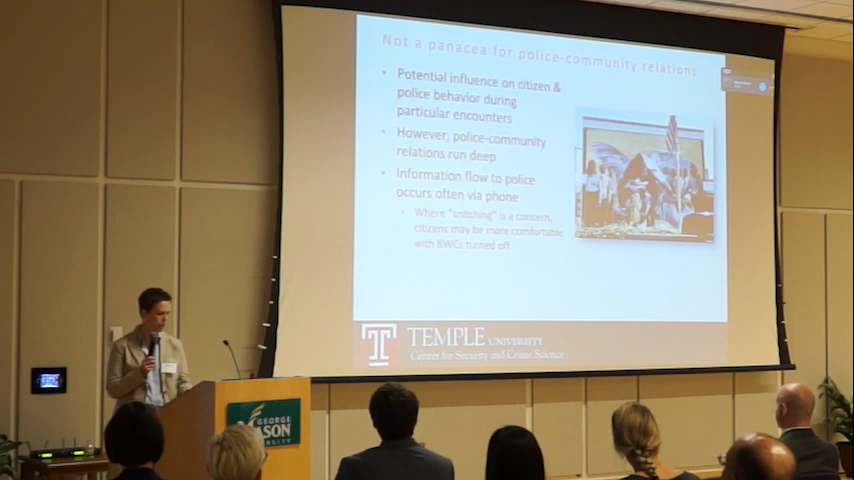 Not a panacea for police-community relations
• Potential influence on citizen &
police behavior during
particular encounters
• However, police-community
relations run deep
• Information flow to police
occurs often via phone
◦ Where "snitching" is a concern,
citizens may be more comfortable
with BWCs turned off
T TEMPLE UNIVERSITY
Center for Security and Crime Science
GEORGE
MASON